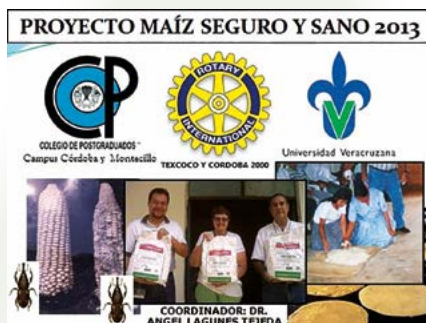 PROYECTO MAÍZ SEGURO Y SANO 2013
COLEGIO DE POSTGRADUADOS
Campus Córdoba y Montecillo
ROTARY
INTERNATIONAL
TEXCOCO Y CORDOBA 2000
Universidad Veracruzana
COORDINADOR: DR.
ANGEL LAGUNES TEJEDA